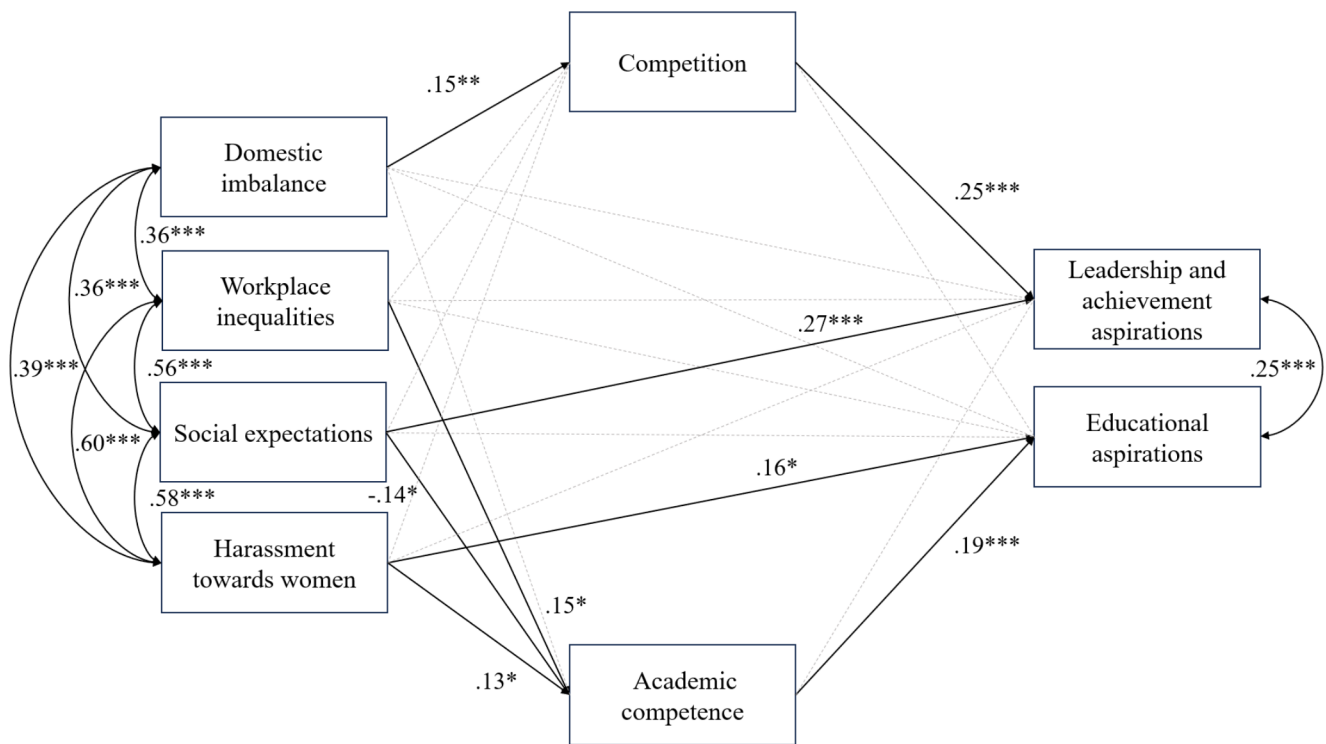 Competition
.15**
Domestic
imbalance
.25***
.36***
Workplace
inequalities
Leadership and
achievement
aspirations
.36***
.27***
.39***
.56***
.25***
Social expectations
Educational
aspirations
.60***
.16*
.58***
-.14*
Harassment
towards women
.19***
.15*
.13*
Academic
competence